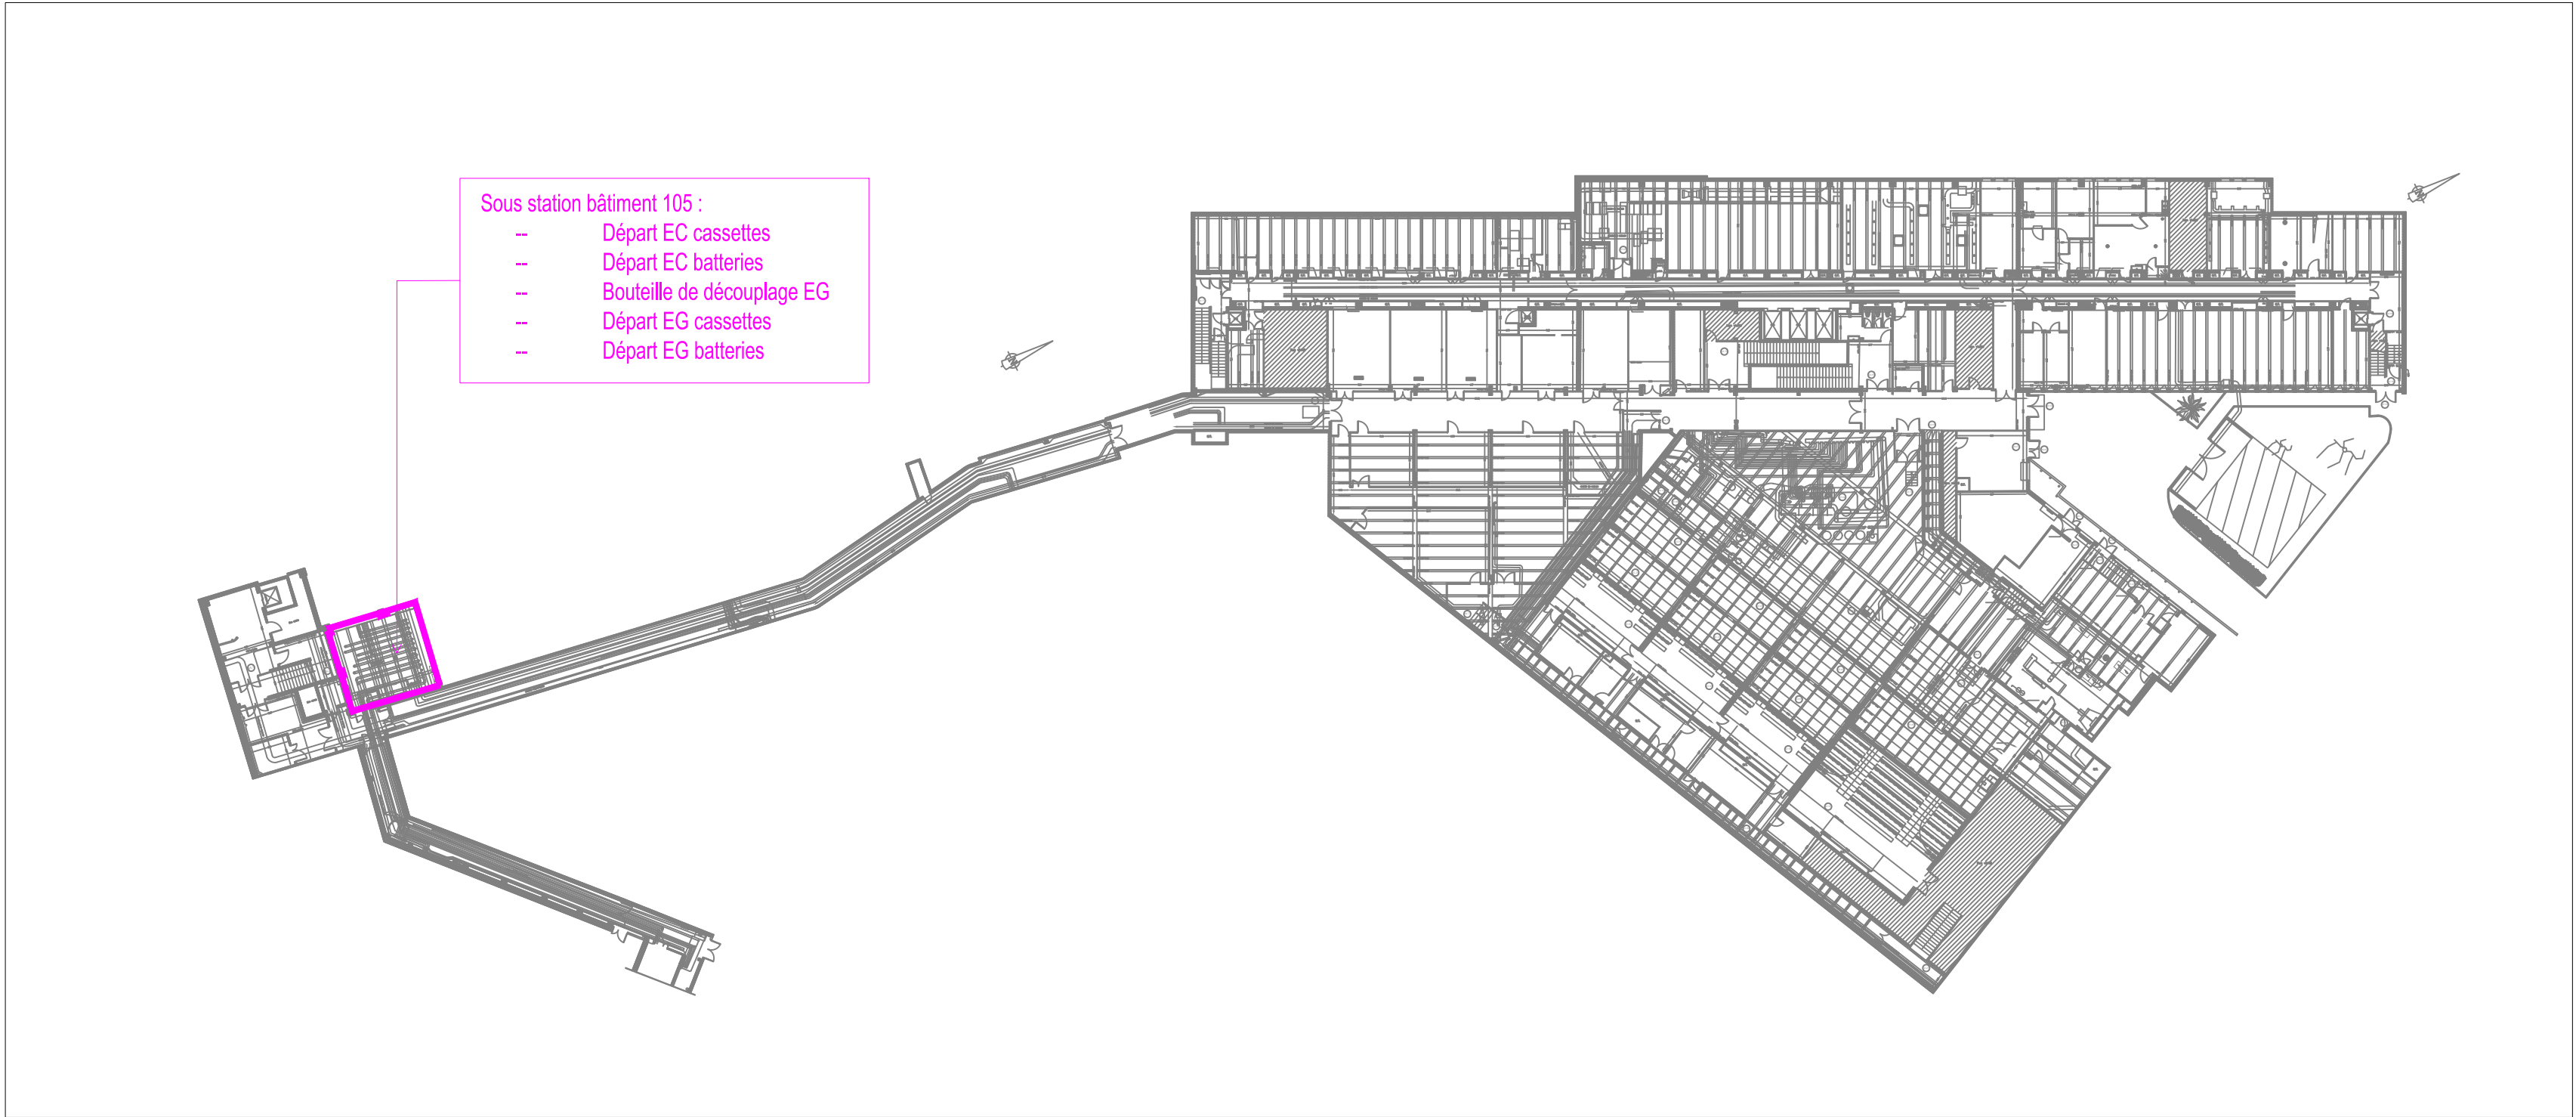 Sous station bâtiment 105 :
-- Départ EC cassettes
-- Départ EC batteries
-- Bouteille de découplage EG
-- Départ EG cassettes
-- Départ EG batteries